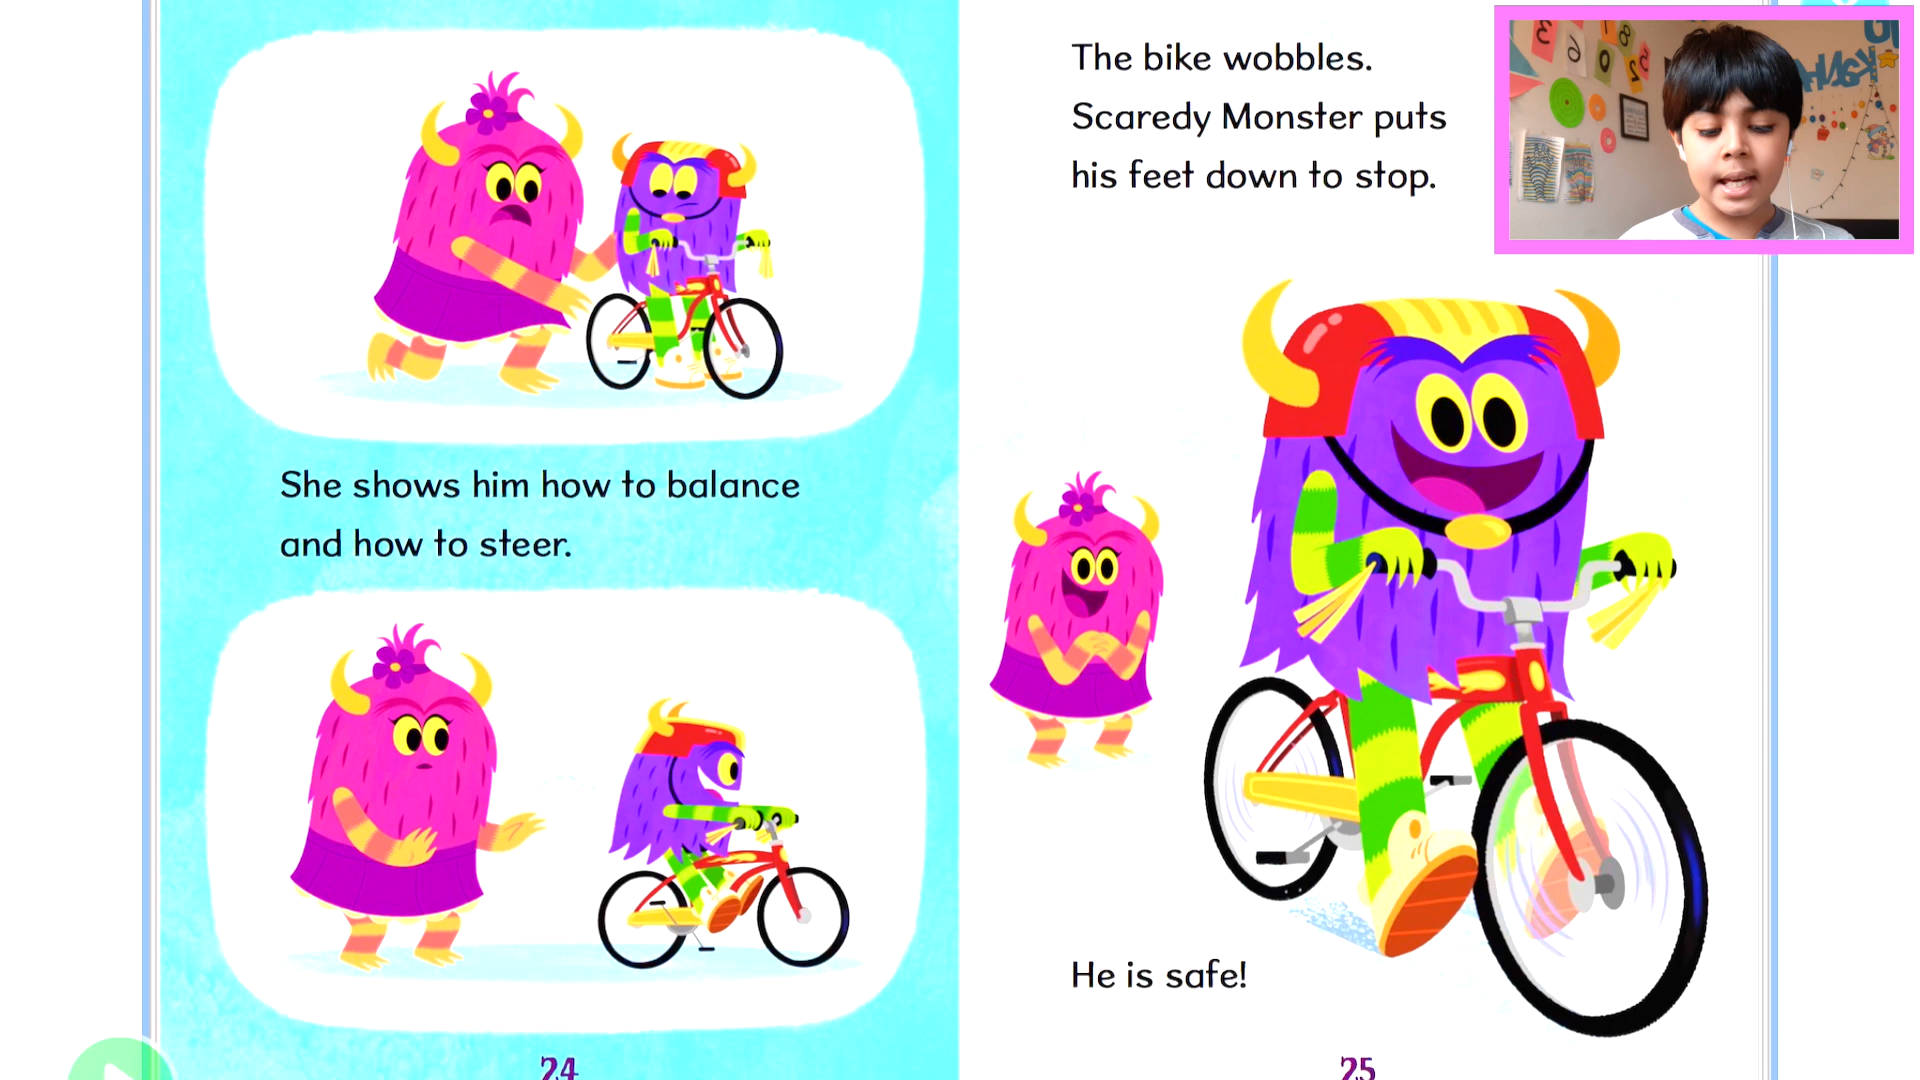 She shows him how to balance
and how to steer.
24
The bike wobbles.
Scaredy Monster puts
his feet down to stop.
He is safe!
25